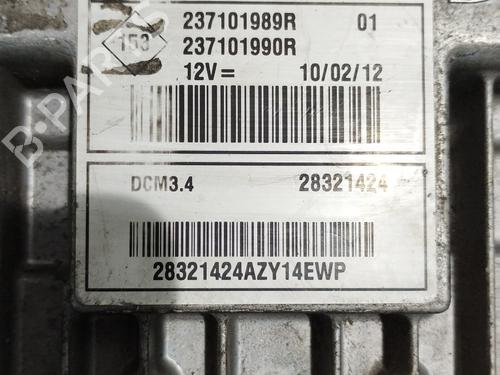 153 237101989R 01
237101990R
12V= 10/02/12
DCM3.4 28321424
28321424AZY14EWP
B-PARTS